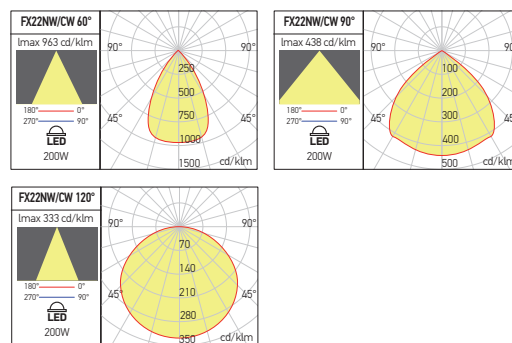 FX22NW/CW 60°
Imax 963 cd/klm
180° 0°
270° 90°
LED
200W
90° 90°
250
500
45° 750 45°
1000
1500 cd/klm
FX22NW/CW 90°
Imax 438 cd/klm
180° 0°
270° 90°
LED
200W
90° 90°
100
200
45° 300 45°
400
500 cd/klm
FX22NW/CW 120°
Imax 333 cd/klm
180° 0°
270° 90°
LED
200W
90° 90°
70
140
45° 210 45°
280
350 cd/klm